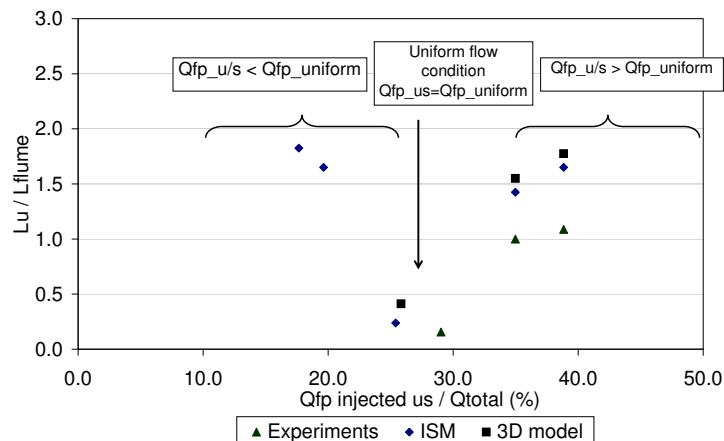 3.0
2.5
2.0
1.5
1.0
0.5
0.0
Lu / Lflume
Qfp_u/s < Qfp_uniform
Uniform flow
condition
Qfp_us=Qfp_uniform
Qfp_u/s > Qfp_uniform
0.0 10.0 20.0 30.0 40.0 50.0
Qfp injected us / Qtotal (%)
Experiments ISM 3D model